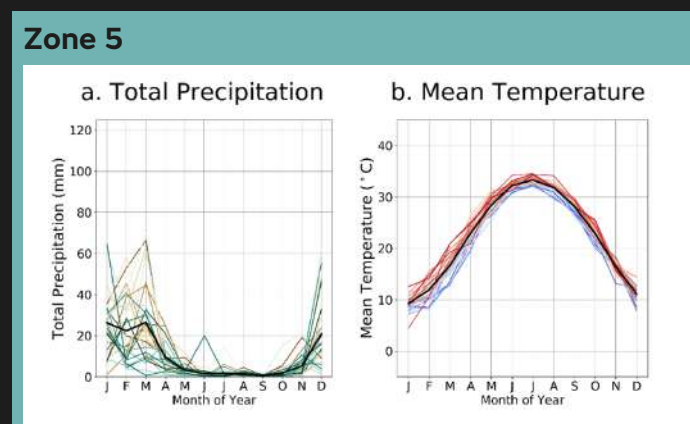 Zone 5
a. Total Precipitation
b. Mean Temperature
Total Precipitation (mm)
120
100
80
60
40
20
0
J F M A M J J A S O N D
Month of Year
Mean Temperature (°C)
40
30
20
10
0
J F M A M J J A S O N D
Month of Year